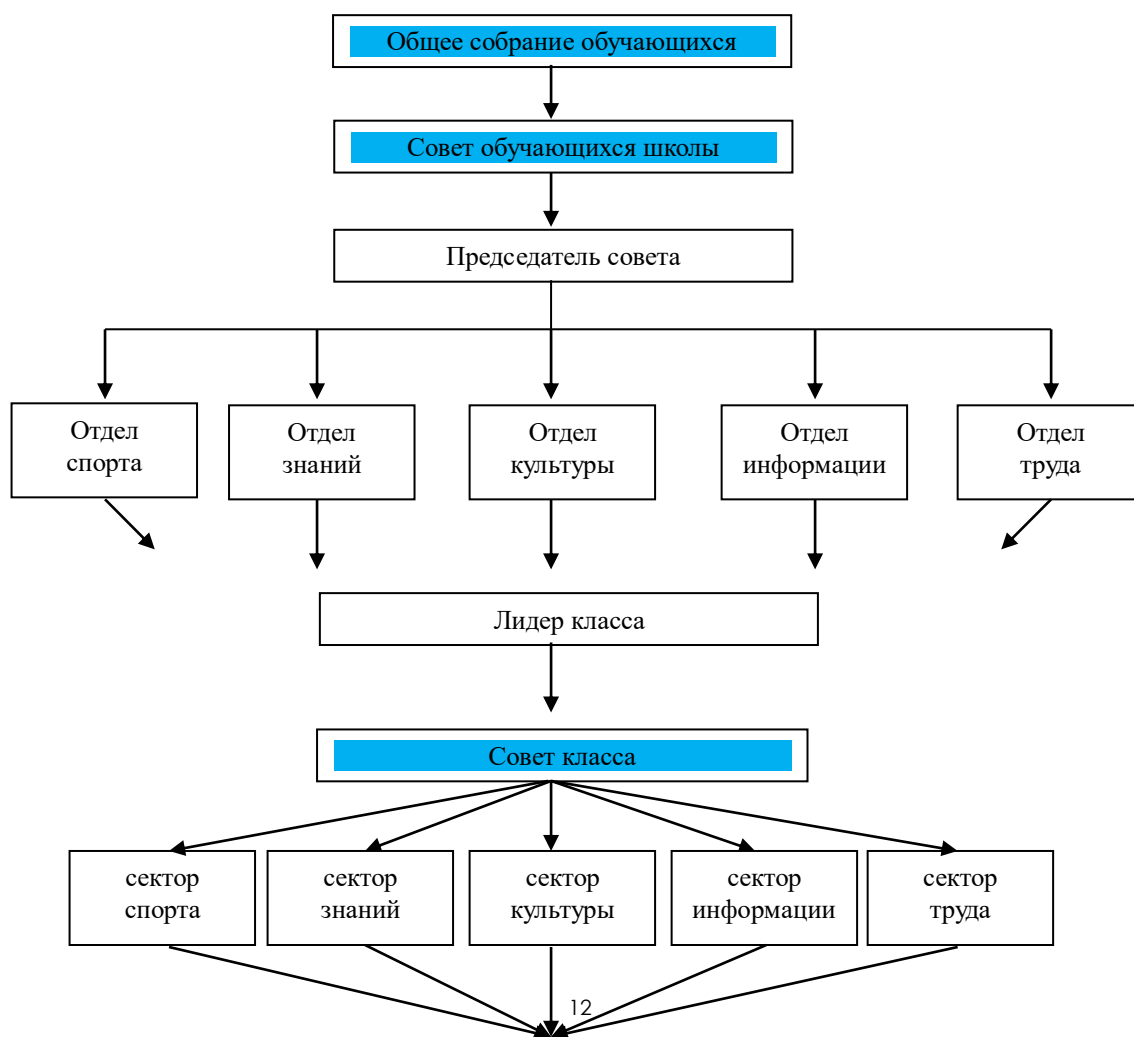 Общее собрание обучающихся
Совет обучающихся школы
Председатель совета
Отдел
спорта
Отдел
знаний
Отдел
культуры
Отдел
информации
Отдел
труда
Лидер класса
Совет класса
сектор
спорта
сектор
знаний
сектор
культуры
сектор
информации
сектор
труда
12